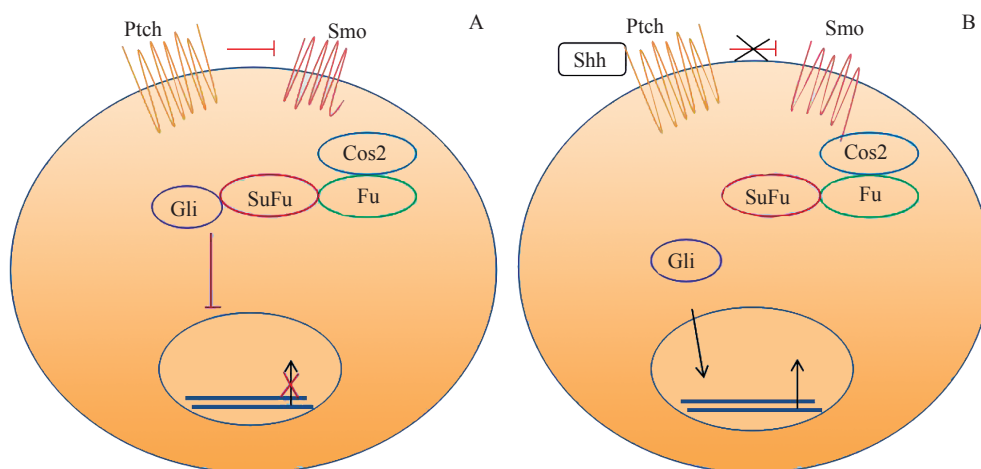 A
Ptch
Smo
Cos2
SuFu
Fu
Gli
B
Shh
Ptch
Smo
Cos2
SuFu
Fu
Gli